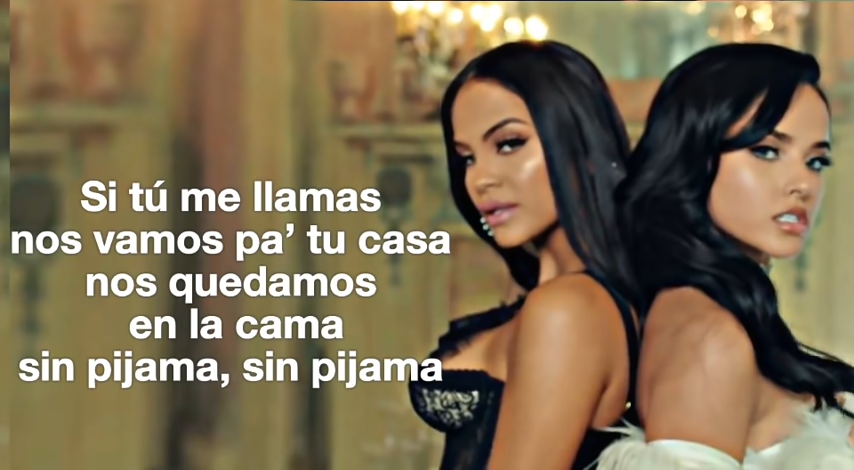 Si tú me llamas
nos vamos pa’ tu casa
nos quedamos
en la cama
sin pijama, sin pijama